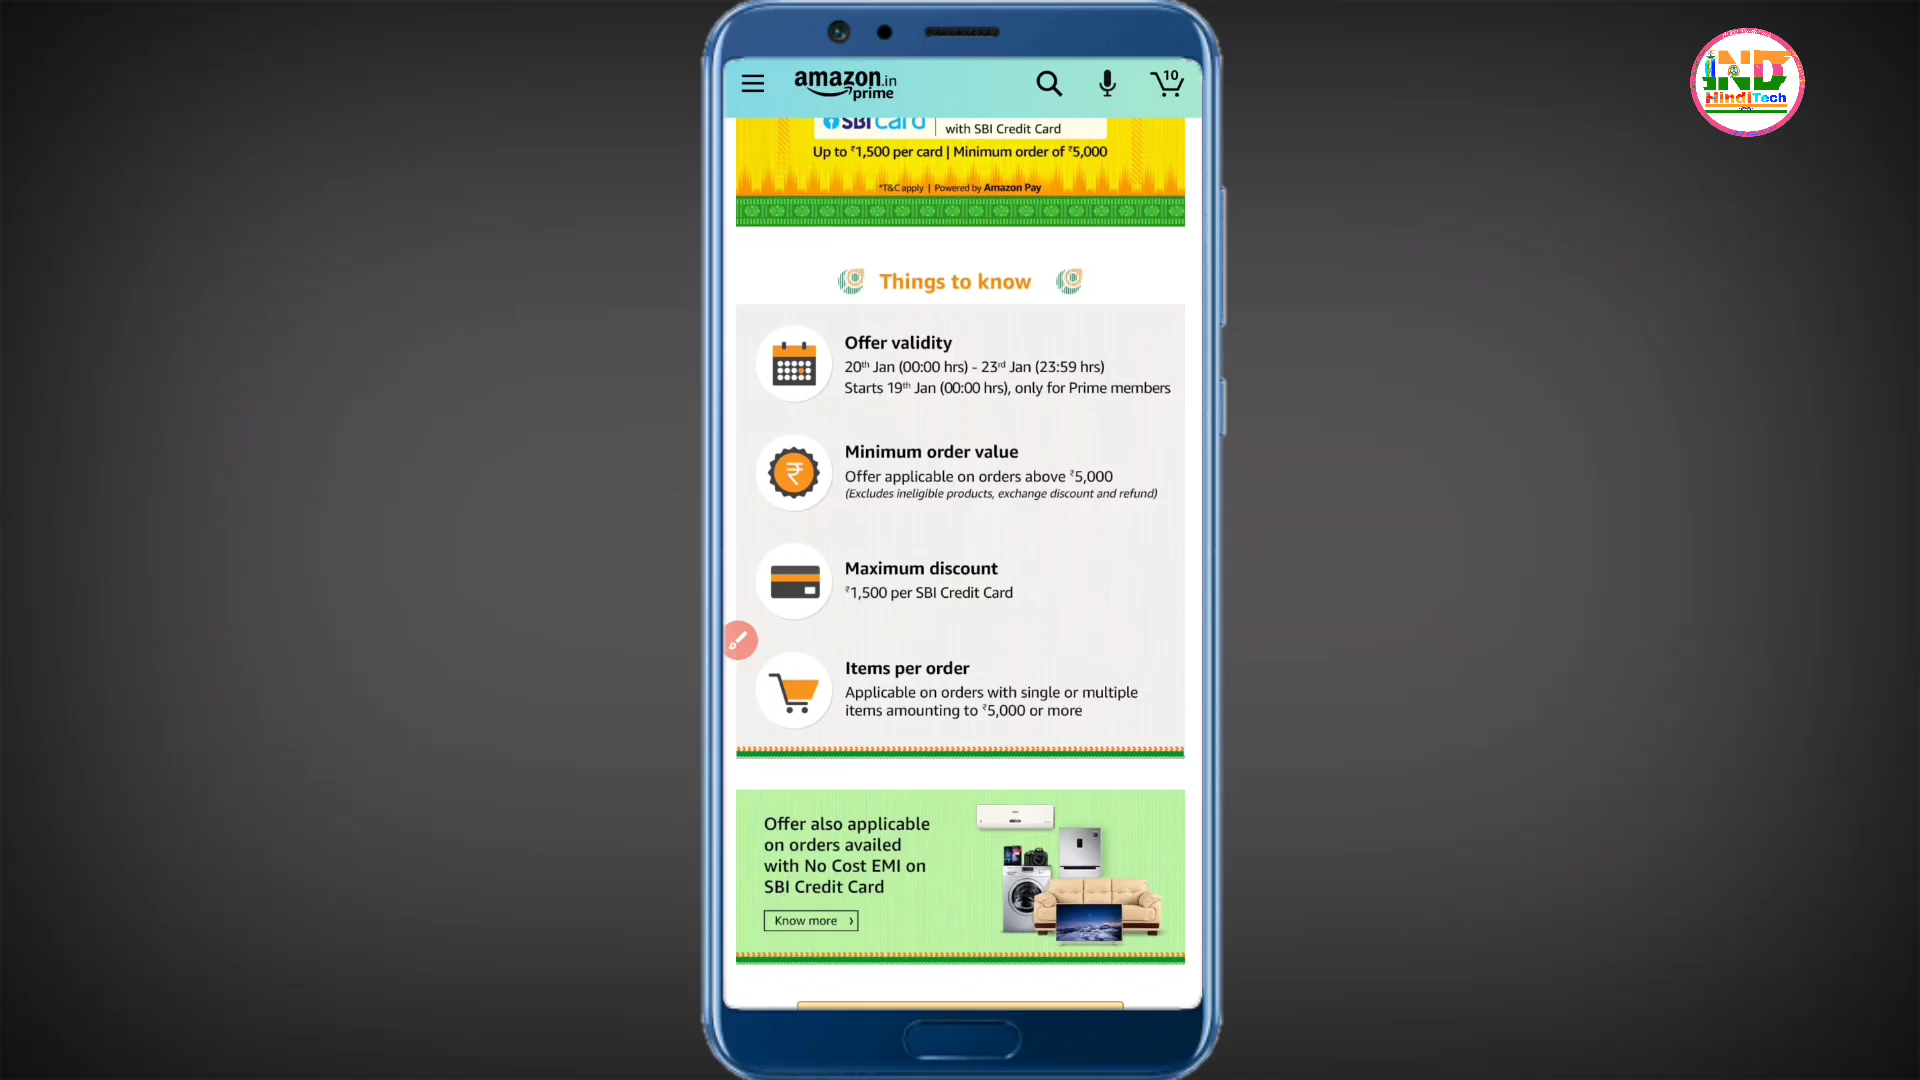 amazon.in
prime
10
IND
HindiTech
SBI card
with SBI Credit Card
Up to ₹1,500 per card | Minimum order of ₹5,000
*T&C apply | Powered by Amazon Pay
Things to know
Offer validity
20th Jan (00:00 hrs) - 23rd Jan (23:59 hrs)
Starts 19th Jan (00:00 hrs), only for Prime members
Minimum order value
Offer applicable on orders above ₹5,000
(Excludes ineligible products, exchange discount and refund)
Maximum discount
₹1,500 per SBI Credit Card
Items per order
Applicable on orders with single or multiple
items amounting to ₹5,000 or more
Offer also applicable
on orders availed
with No Cost EMI on
SBI Credit Card
Know more ›